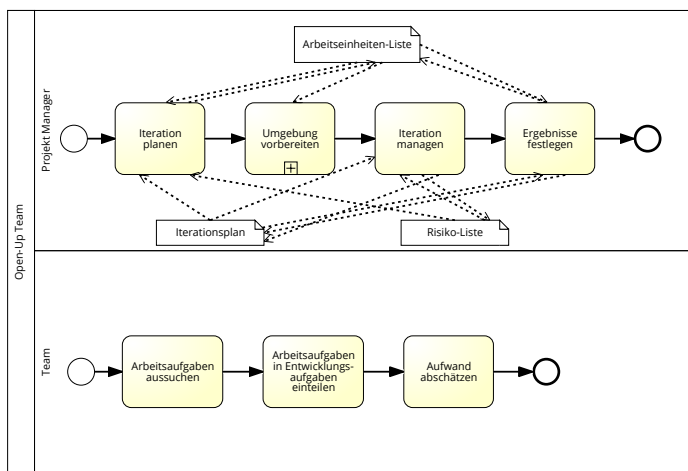 Open-Up Team
Projekt Manager
Arbeitseinheiten-Liste
Iteration
planen
Umgebung
vorbereiten
Iteration
managen
Ergebnisse
festlegen
Iterationsplan
Risiko-Liste
Team
Arbeitsaufgaben
aussuchen
Arbeitsaufgaben
in Entwicklungs-
aufgaben
einteilen
Aufwand
abschätzen